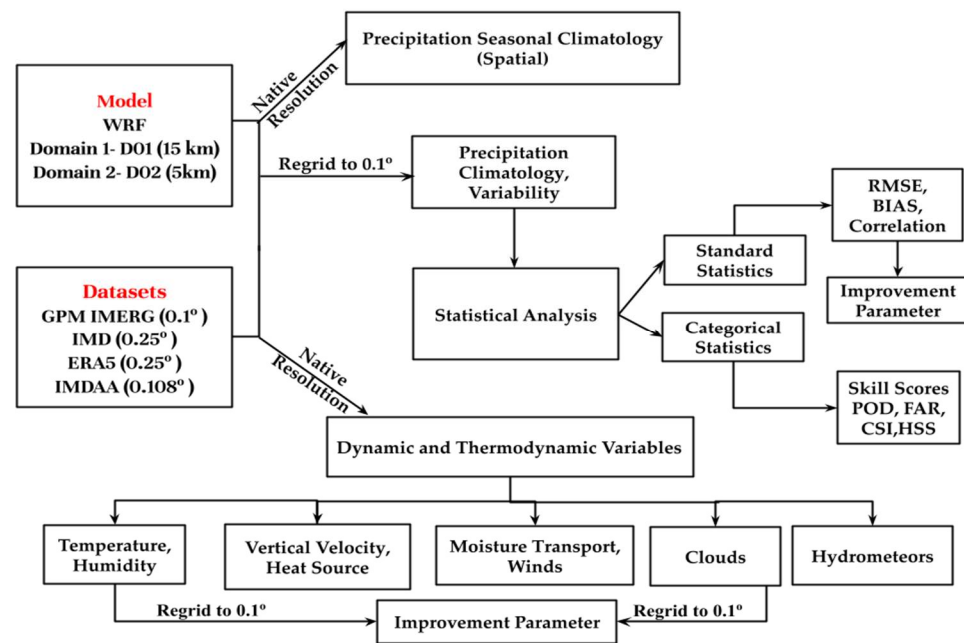 Precipitation Seasonal Climatology
(Spatial)
Native
Resolution
Model
WRF
Domain 1- D01 (15 km)
Domain 2- D02 (5km)
Regrid to 0.1°
Precipitation
Climatology,
Variability
RMSE,
BIAS,
Correlation
Standard
Statistics
Datasets
GPM IMERG (0.1°)
IMD (0.25°)
ERA5 (0.25°)
IMDAA (0.108°)
Statistical Analysis
Improvement
Parameter
Categorical
Statistics
Native
Resolution
Skill Scores
POD, FAR,
CSI,HSS
Dynamic and Thermodynamic Variables
Temperature,
Humidity
Vertical Velocity,
Heat Source
Moisture Transport,
Winds
Clouds
Hydrometeors
Regrid to 0.1°
Improvement Parameter
Regrid to 0.1°